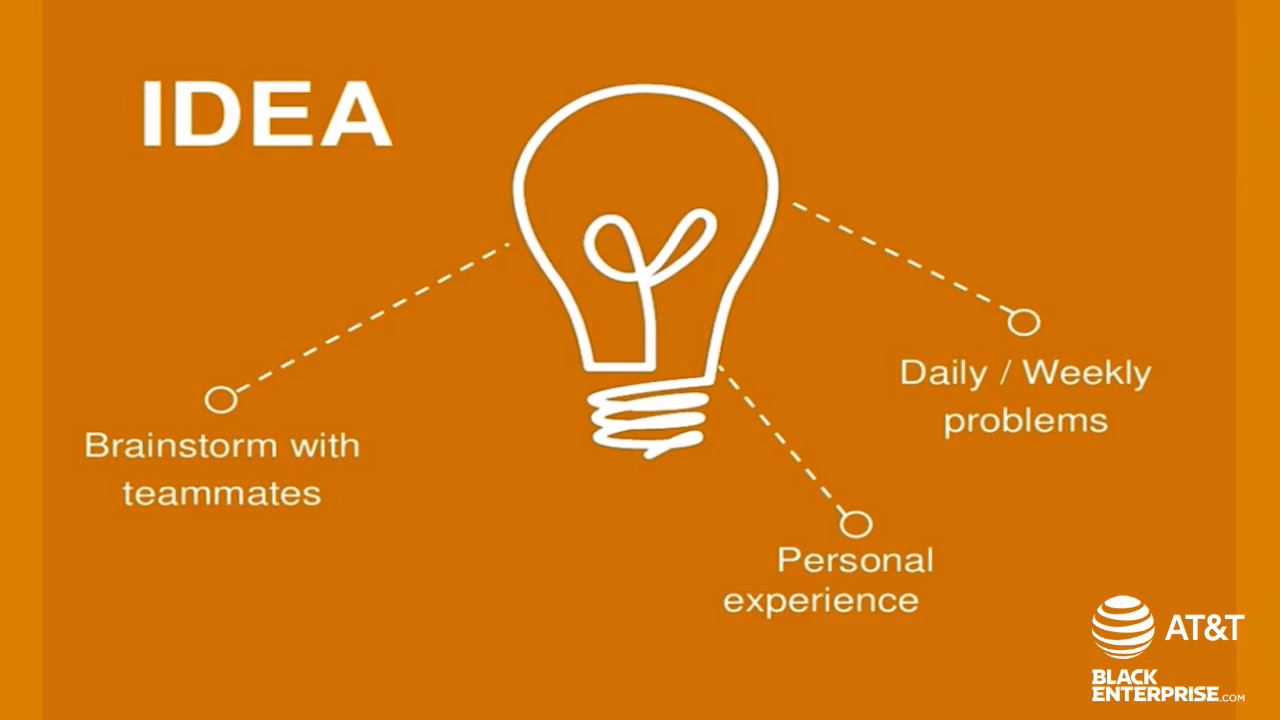 IDEA
Brainstorm with
teammates
Daily / Weekly
problems
Personal
experience
AT&T
BLACK
ENTERPRISE.COM